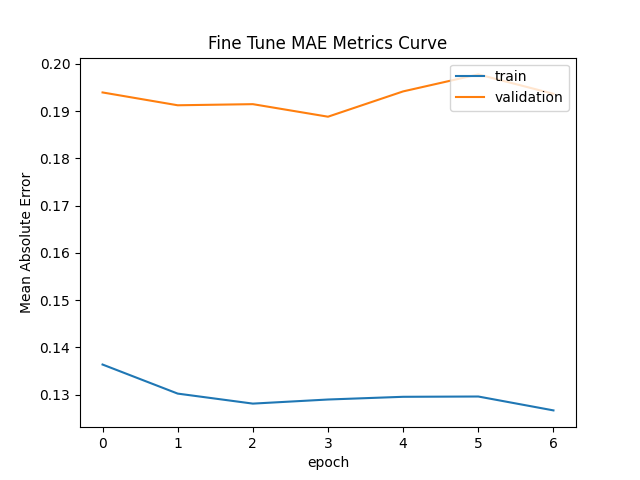 Fine Tune MAE Metrics Curve
train
validation
Mean Absolute Error
0.20
0.19
0.18
0.17
0.16
0.15
0.14
0.13
0 1 2 3 4 5 6
epoch